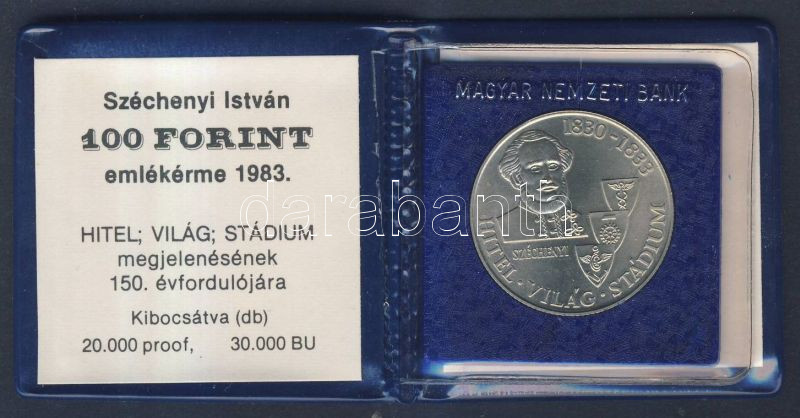 Széchenyi István
100 FORINT
emlékérme 1983.
HITEL; VILÁG; STÁDIUM
megjelenésének
150. évfordulójára
Kibocsátva (db)
20.000 proof, 30.000 BU
MAGYAR NEMZETI BANK
1830-1833
SZÉCHENYI
HITEL · VILÁG · STÁDIUM
darabanth